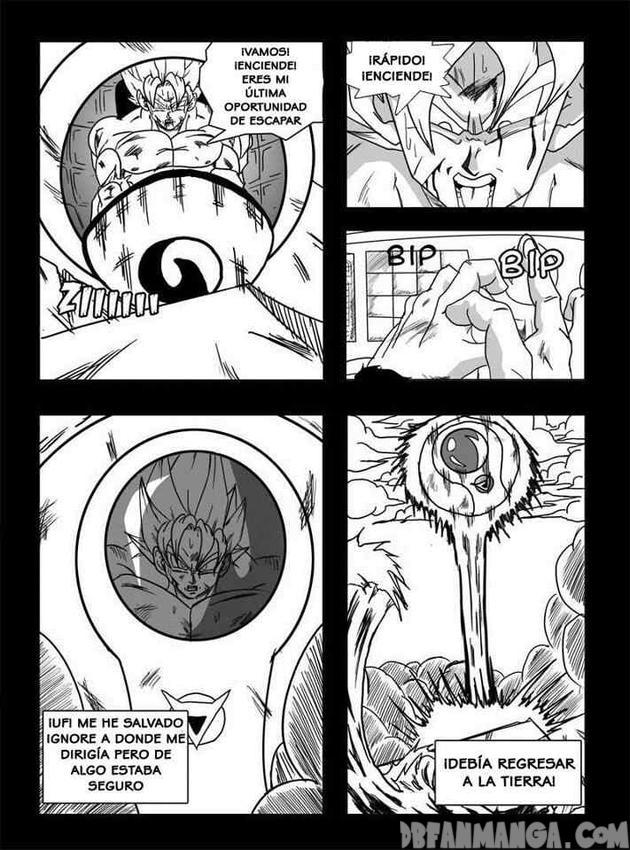 ¡VAMOS!
¡ENCIENDE!
ERES MI
ÚLTIMA
OPORTUNIDAD
DE ESCAPAR
ZIIIIIII
¡RÁPIDO!
¡ENCIENDE!
BIP
BIP
¡UF! ME HE SALVADO
IGNORE A DONDE ME
DIRIGÍA PERO DE
ALGO ESTABA
SEGURO
¡DEBÍA REGRESAR
A LA TIERRA!
DBFANMANGA.COM